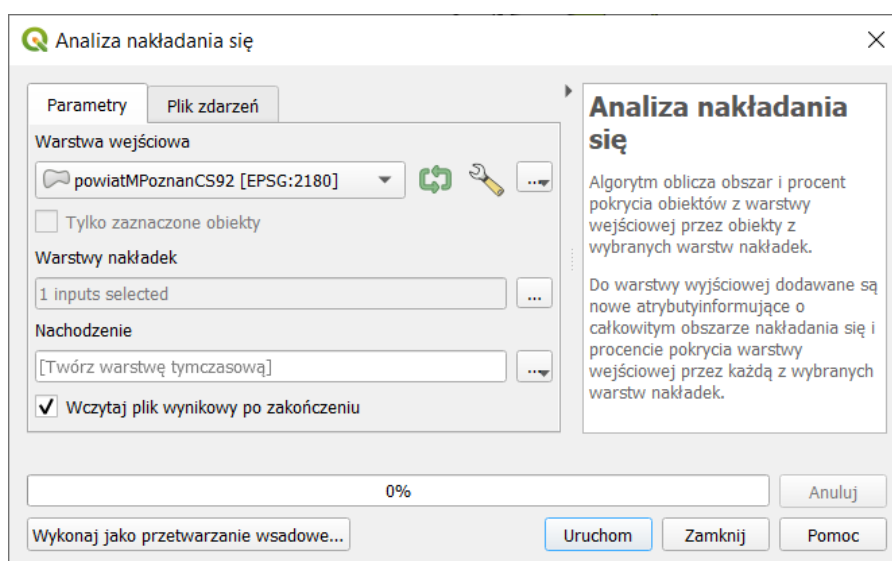 Analiza nakładania się
Parametry
Plik zdarzeń
Warstwa wejściowa
powiatMPoznanCS92 [EPSG:2180]
...
Tylko zaznaczone obiekty
Warstwy nakładek
1 inputs selected
...
Nachodzenie
[Twórz warstwę tymczasową]
...
Wczytaj plik wynikowy po zakończeniu
Analiza nakładania
się
Algorytm oblicza obszar i procent
pokrycia obiektów z warstwy
wejściowej przez obiekty z
wybranych warstw nakładek.
Do warstwy wyjściowej dodawane są
nowe atrybutyinformujące o
całkowitym obszarze nakładania się i
procencie pokrycia warstwy
wejściowej przez każdą z wybranych
warstw nakładek.
0%
Anuluj
Wykonaj jako przetwarzanie wsadowe...
Uruchom
Zamknij
Pomoc